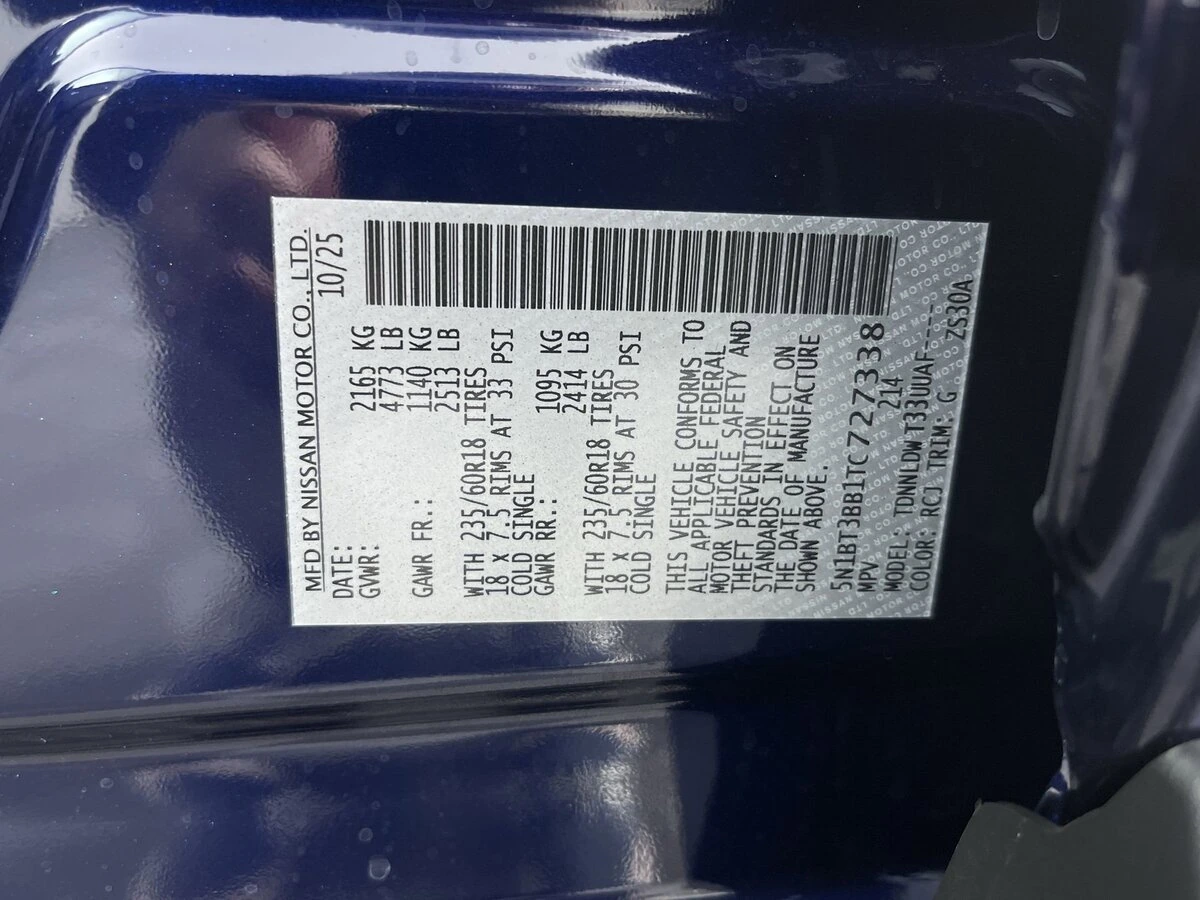 MFD BY NISSAN MOTOR CO., LTD.
DATE: 10/25
GVWR: 2165 KG
4773 LB
GAWR FR.: 1140 KG
2513 LB
WITH 235/60R18 TIRES
18 X 7.5 RIMS AT 33 PSI
COLD SINGLE
GAWR RR.: 1095 KG
2414 LB
WITH 235/60R18 TIRES
18 X 7.5 RIMS AT 30 PSI
COLD SINGLE
THIS VEHICLE CONFORMS TO
ALL APPLICABLE FEDERAL
MOTOR VEHICLE SAFETY AND
THEFT PREVENTION
STANDARDS IN EFFECT ON
THE DATE OF MANUFACTURE
SHOWN ABOVE.
5N1BT3BB1TC727338
MPV 214
MODEL: TDNNLDW T33UUAF----
COLOR: RCJ TRIM: G ZS30A